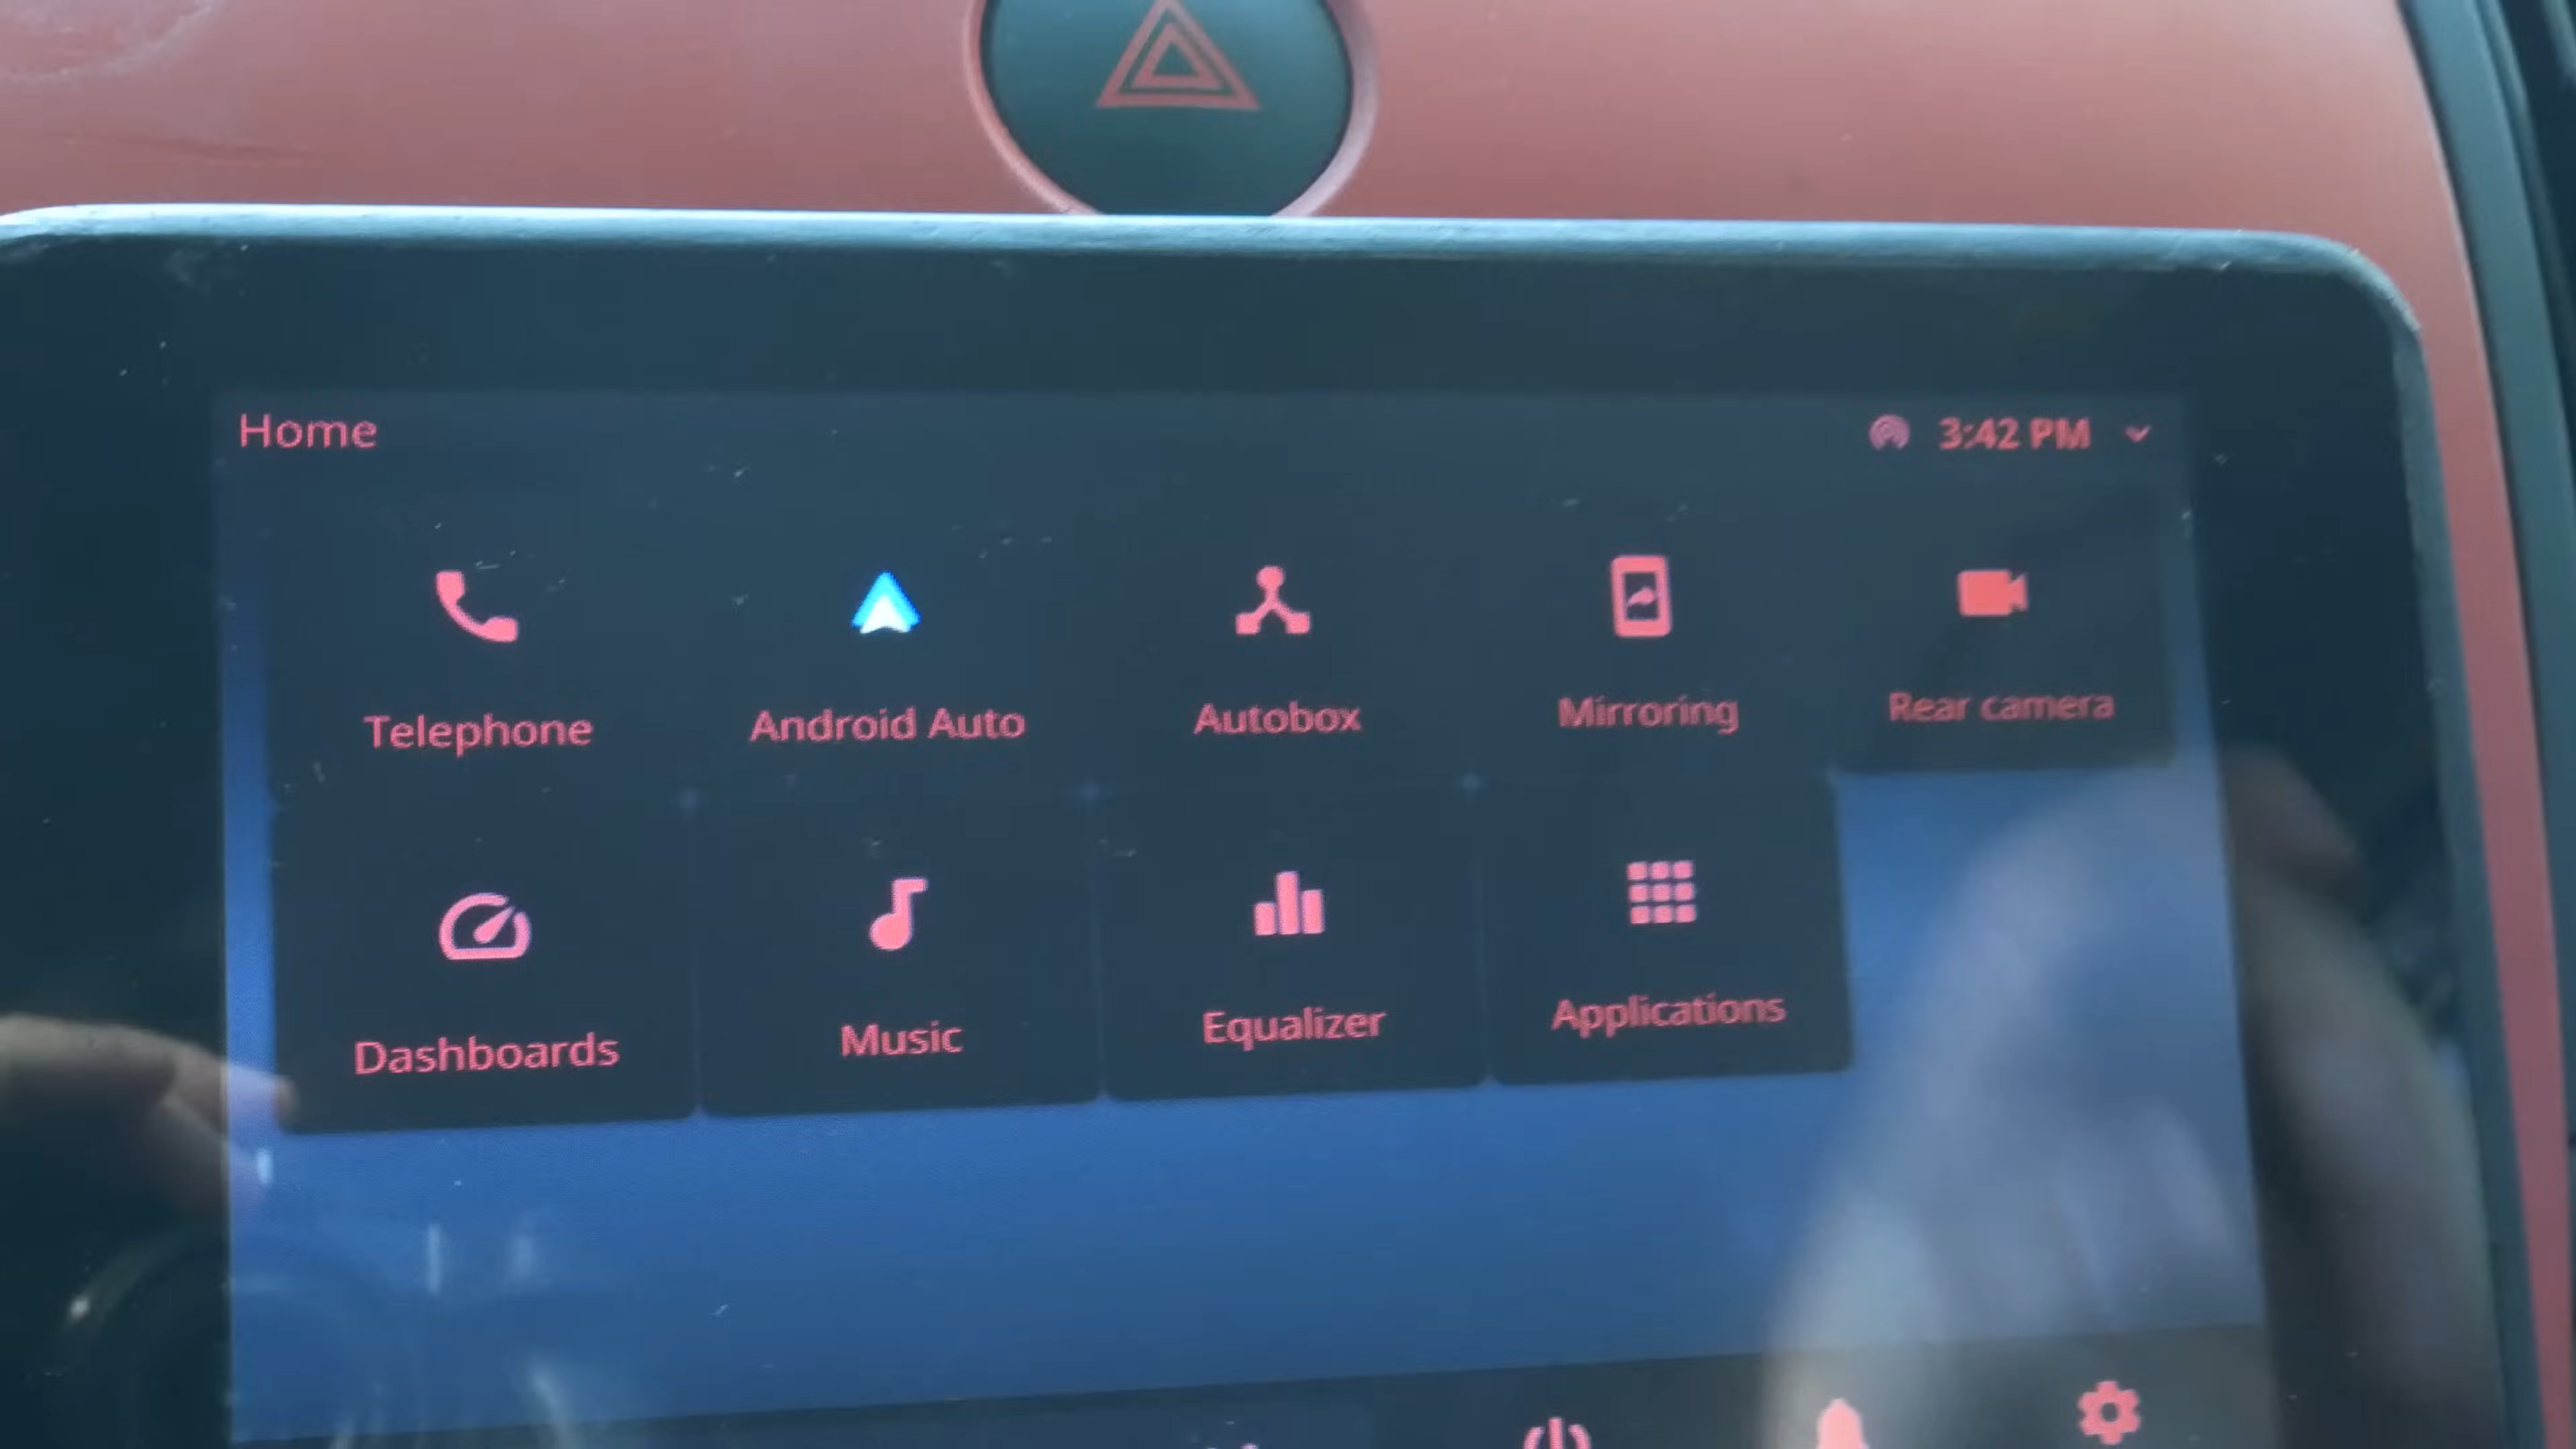 Home
3:42 PM
Telephone
Android Auto
Autobox
Mirroring
Rear camera
Dashboards
Music
Equalizer
Applications